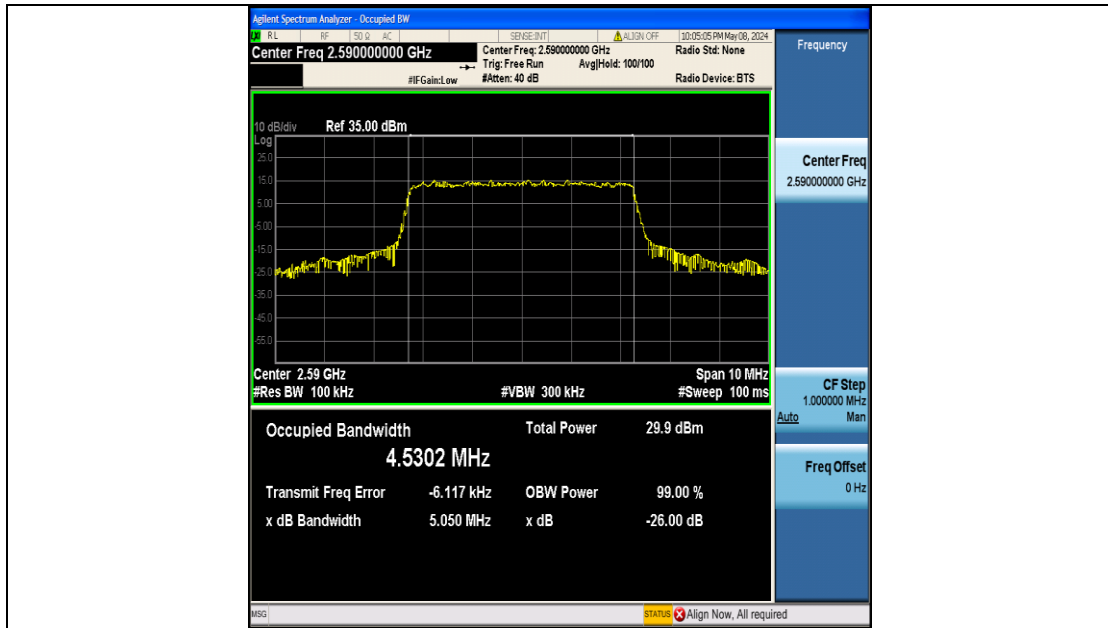 Agilent Spectrum Analyzer - Occupied BW
RL RF 50 Ω AC SENSE:INT ALIGN OFF 10:05:05 PM May 08, 2024
Center Freq 2.590000000 GHz
Center Freq: 2.590000000 GHz
Radio Std: None
Trig: Free Run Avg|Hold: 100/100
#IFGain:Low
#Atten: 40 dB
Radio Device: BTS
Frequency
10 dB/div Ref 35.00 dBm
Log
25.0
15.0
5.00
-5.00
-15.0
-25.0
-35.0
-45.0
-55.0
Center 2.59 GHz
Span 10 MHz
#Res BW 100 kHz
#VBW 300 kHz
#Sweep 100 ms
Center Freq
2.590000000 GHz
CF Step
1.000000 MHz
Auto Man
Freq Offset
0 Hz
Occupied Bandwidth
4.5302 MHz
Total Power 29.9 dBm
Transmit Freq Error -6.117 kHz
OBW Power 99.00 %
x dB Bandwidth 5.050 MHz
x dB -26.00 dB
MSG
STATUS Align Now, All required